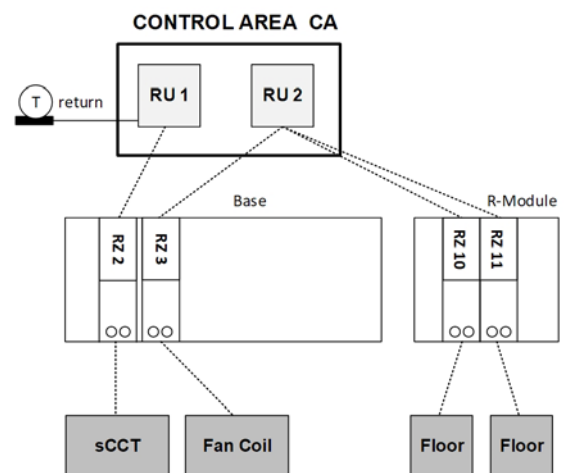 CONTROL AREA CA
RU 1
RU 2
T
return
Base
R-Module
RZ 2
RZ 3
RZ 10
RZ 11
sCCT
Fan Coil
Floor
Floor